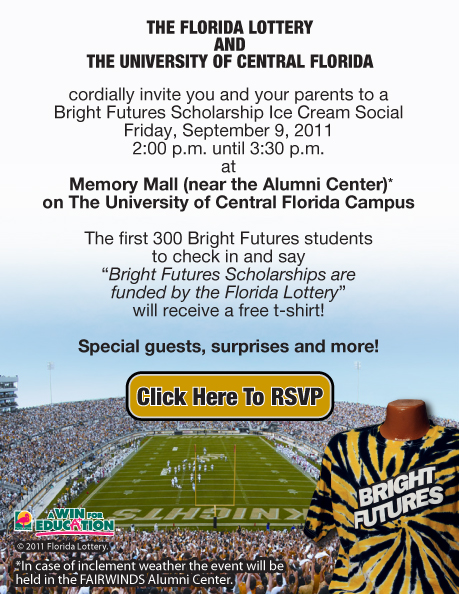 THE FLORIDA LOTTERY
AND
THE UNIVERSITY OF CENTRAL FLORIDA
cordially invite you and your parents to a
Bright Futures Scholarship Ice Cream Social
Friday, September 9, 2011
2:00 p.m. until 3:30 p.m.
at
Memory Mall (near the Alumni Center)*
on The University of Central Florida Campus
The first 300 Bright Futures students
to check in and say
“Bright Futures Scholarships are
funded by the Florida Lottery”
will receive a free t-shirt!
Special guests, surprises and more!
Click Here To RSVP
BRIGHT
FUTURES
KNIGHTS
A WIN FOR
EDUCATION
© 2011 Florida Lottery.
*In case of inclement weather the event will be
held in the FAIRWINDS Alumni Center.